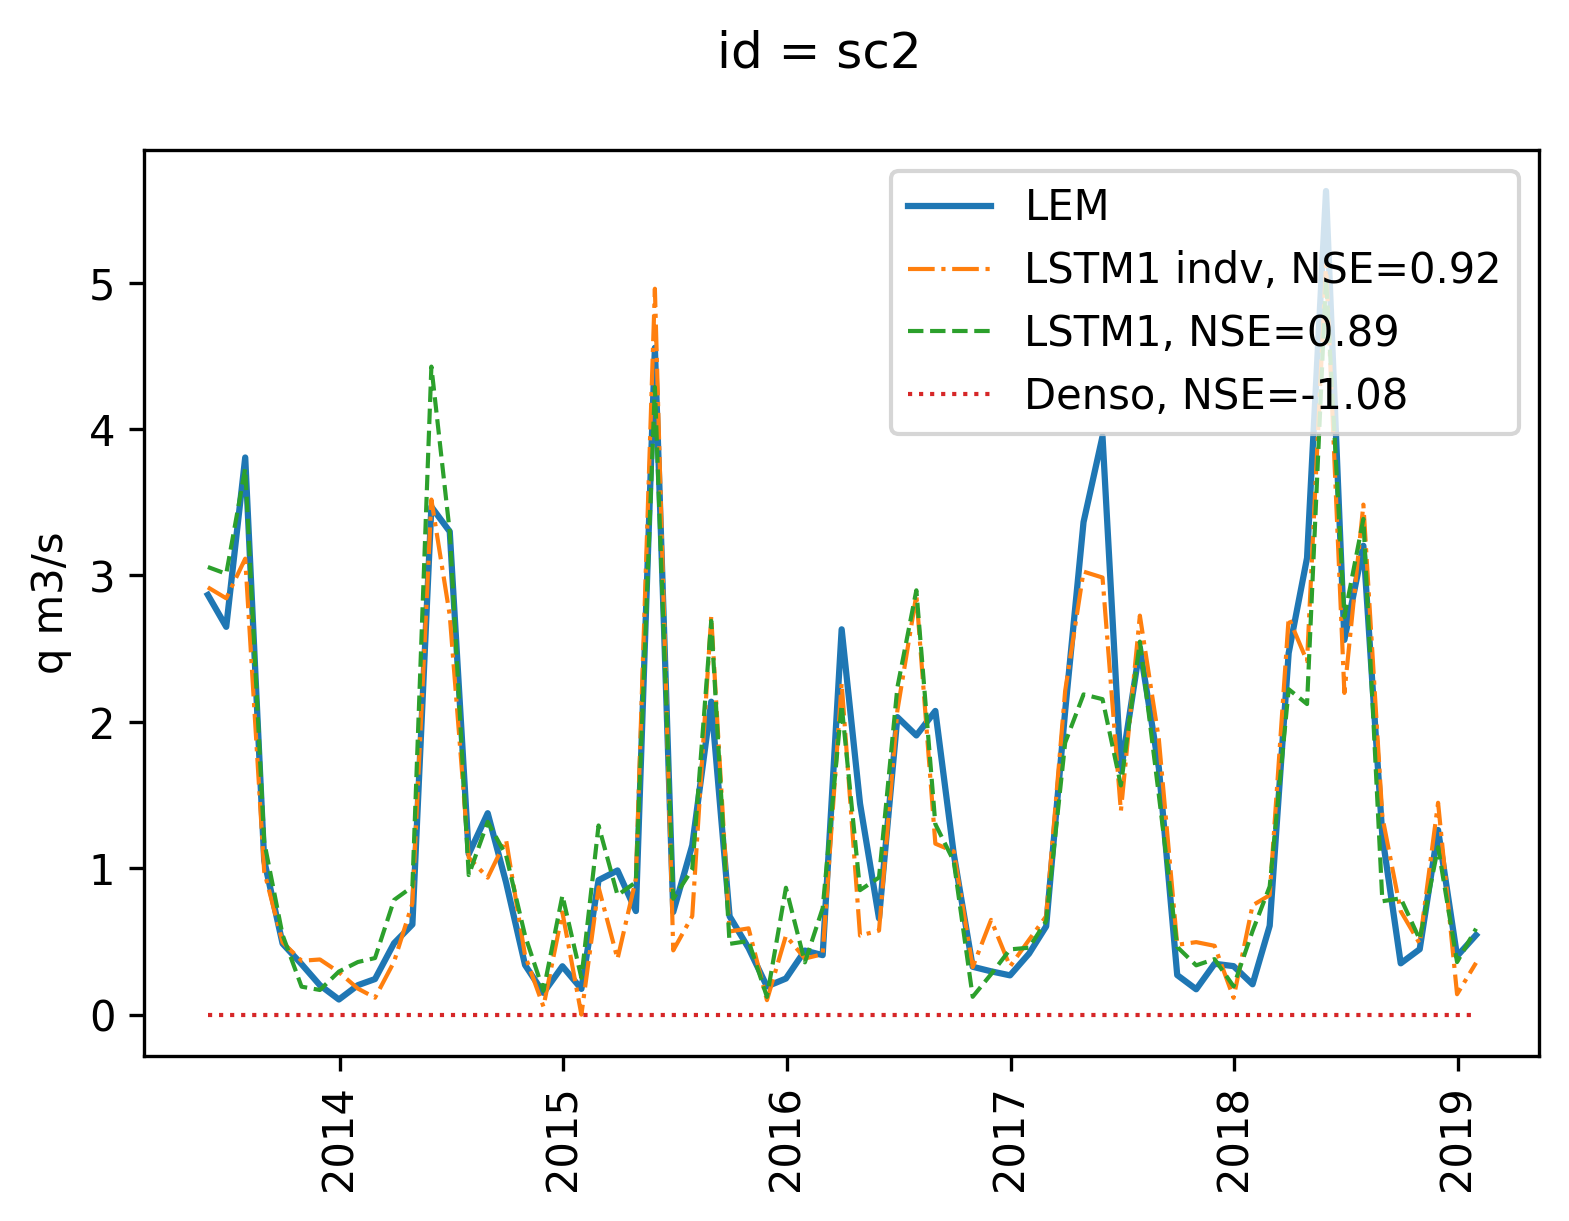 id = sc2
LEM
LSTM1 indv, NSE=0.92
LSTM1, NSE=0.89
Denso, NSE=-1.08
q m3/s
5
4
3
2
1
0
2014
2015
2016
2017
2018
2019